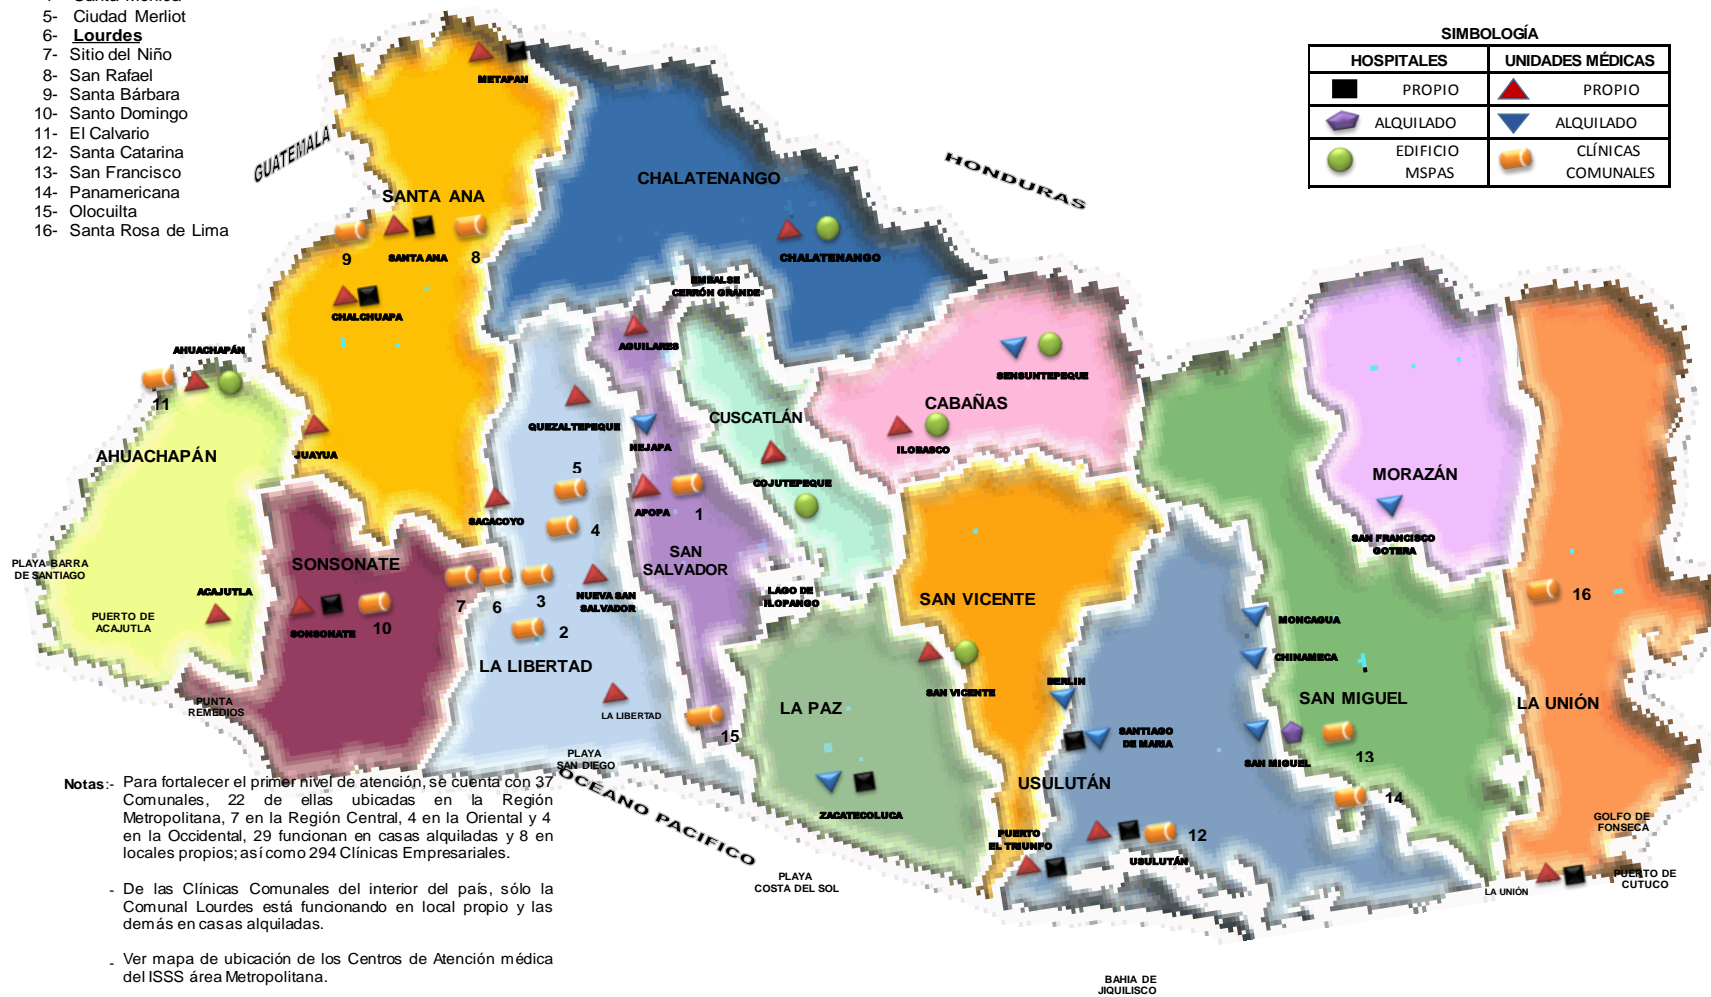 5- Ciudad Merliot
6- Lourdes
7- Sitio del Niño
8- San Rafael
9- Santa Bárbara
10- Santo Domingo
11- El Calvario
12- Santa Catarina
13- San Francisco
14- Panamericana
15- Olocuilta
16- Santa Rosa de Lima
SIMBOLOGÍA
HOSPITALES UNIDADES MÉDICAS
PROPIO PROPIO
ALQUILADO ALQUILADO
EDIFICIO
MSPAS
CLÍNICAS
COMUNALES
GUATEMALA
HONDURAS
METAPAN
SANTA ANA
SANTA ANA
9
8
CHALCHUAPA
CHALATENANGO
CHALATENANGO
EMBALSE
CERRÓN GRANDE
AHUACHAPÁN
11
AHUACHAPÁN
JUAYUA
AGUILARES
QUEZALTEPEQUE
NEJAPA
CUSCATLÁN
COJUTEPEQUE
SENSUNTEPEQUE
CABAÑAS
ILOBASCO
MORAZÁN
SAN FRANCISCO
GOTERA
5
4
SACACOYO
APOPA
1
SAN
SALVADOR
PLAYA BARRA
DE SANTIAGO
SONSONATE
ACAJUTLA
PUERTO DE
ACAJUTLA
SONSONATE
10
7
6
3
2
NUEVA SAN
SALVADOR
LAGO DE
ILOPANGO
SAN VICENTE
SAN VICENTE
MONCAGUA
CHINAMECA
16
LA LIBERTAD
LA LIBERTAD
PUNTA
REMEDIOS
LA PAZ
BERLIN
SAN MIGUEL
LA UNIÓN
15
SANTIAGO
DE MARIA
SAN MIGUEL
13
PLAYA
SAN DIEGO
OCEANO PACIFICO
USULUTÁN
ZACATECOLUCA
14
PUERTO
EL TRIUNFO
12
USULUTÁN
GOLFO DE
FONSECA
PLAYA
COSTA DEL SOL
LA UNIÓN
PUERTO DE
CUTUCO
BAHIA DE
JIQUILISCO
Notas:- Para fortalecer el primer nivel de atención, se cuenta con 37
Comunales, 22 de ellas ubicadas en la Región
Metropolitana, 7 en la Región Central, 4 en la Oriental y 4
en la Occidental, 29 funcionan en casas alquiladas y 8 en
locales propios; así como 294 Clínicas Empresariales.
- De las Clínicas Comunales del interior del país, sólo la
Comunal Lourdes está funcionando en local propio y las
demás en casas alquiladas.
- Ver mapa de ubicación de los Centros de Atención médica
del ISSS área Metropolitana.